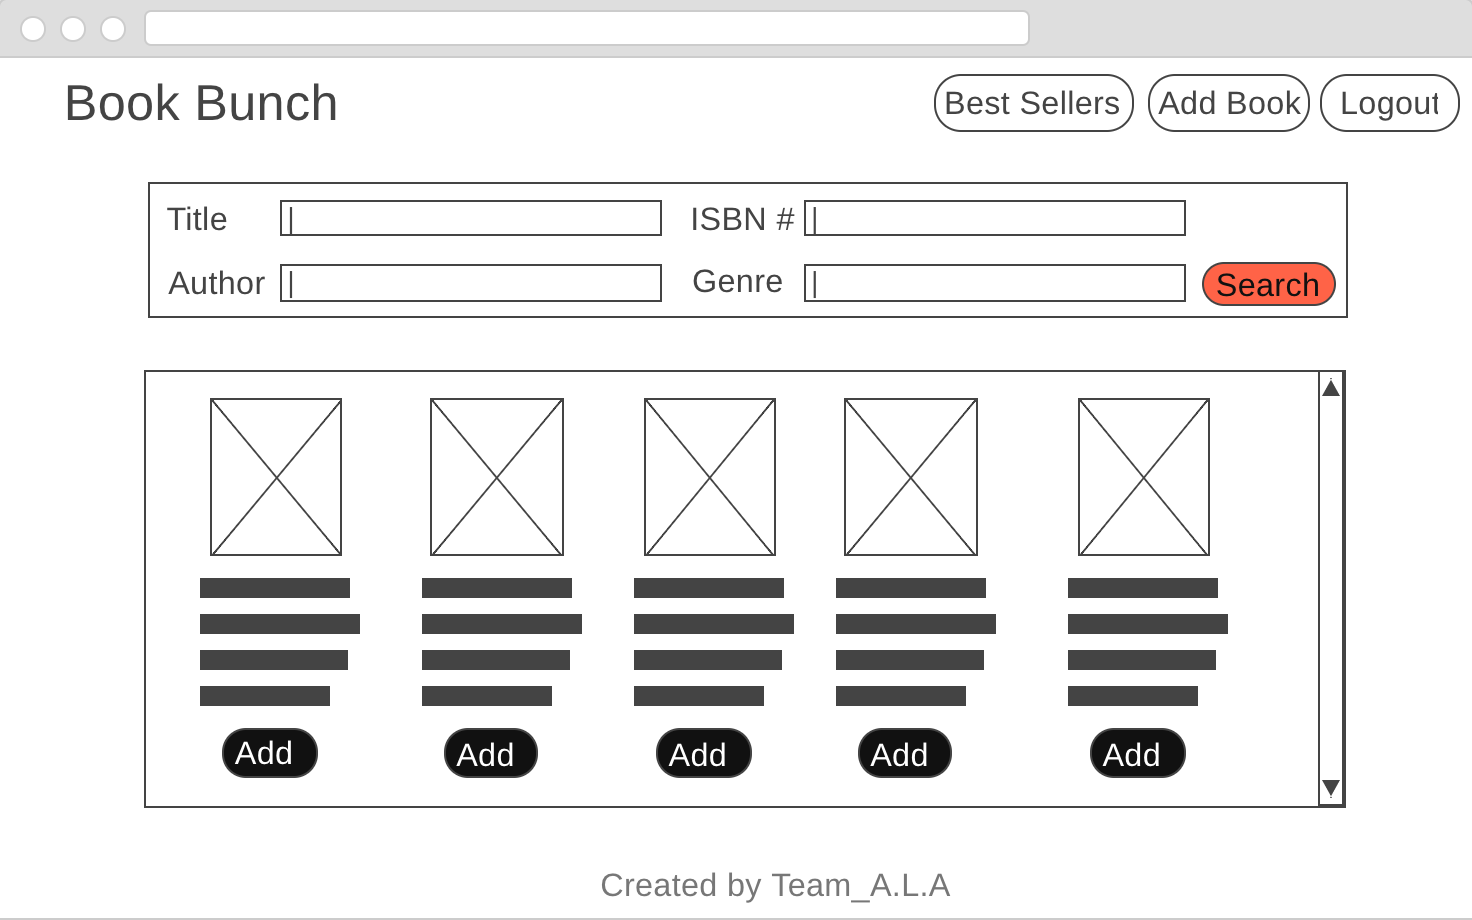 Book Bunch
Best Sellers
Add Book
Logout
Title
ISBN #
Author
Genre
Search
Add
Add
Add
Add
Add
Created by Team_A.L.A